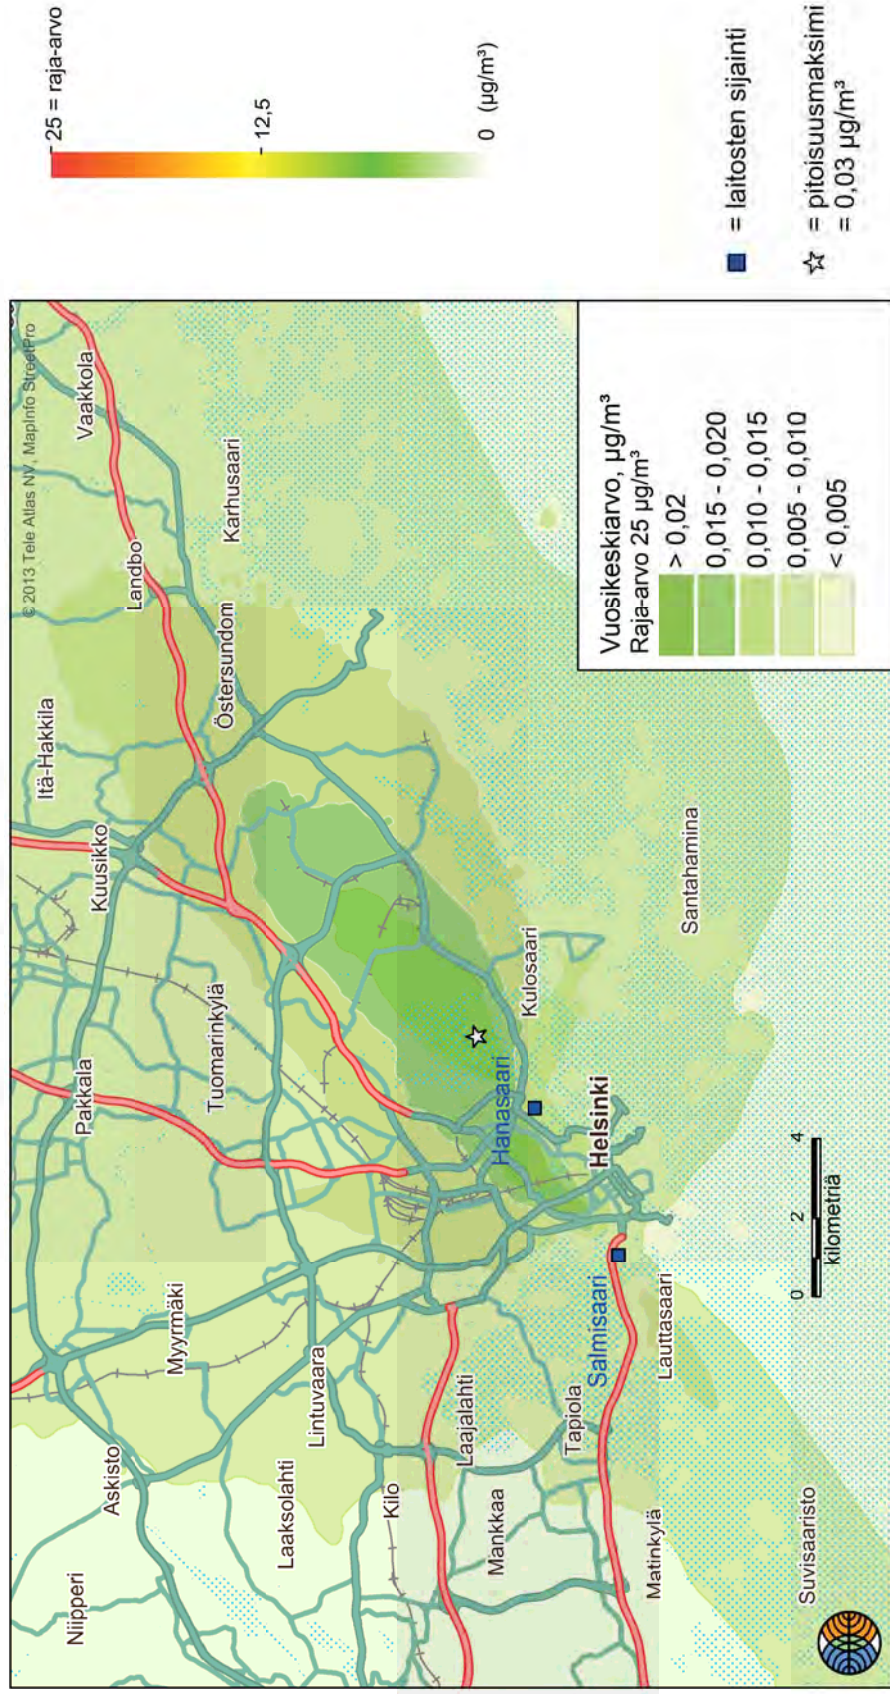 © 2013 Tele Atlas NV, MapInfo StreetPro
Vaakkola
Landbo
Karhusaari
Östersundom
Itä-Hakkila
Kuusikko
Pakkala
Tuomarinkylä
Myyrmäki
Askisto
Niipperi
Laaksolahti
Lintuvaara
Kilo
Laajalahti
Mankkaa
Tapiola
Matinkylä
Suvisaaristo
Lauttasaari
Salmisaari
Helsinki
Hanasaari
Kulosaari
Santahamina
0 2 4
kilometriä
Vuosikeskiarvo, µg/m³
Raja-arvo 25 µg/m³
> 0,02
0,015 - 0,020
0,010 - 0,015
0,005 - 0,010
< 0,005
25 = raja-arvo
12,5
0 (µg/m³)
= laitosten sijainti
= pitoisuusmaksimi
= 0,03 µg/m³